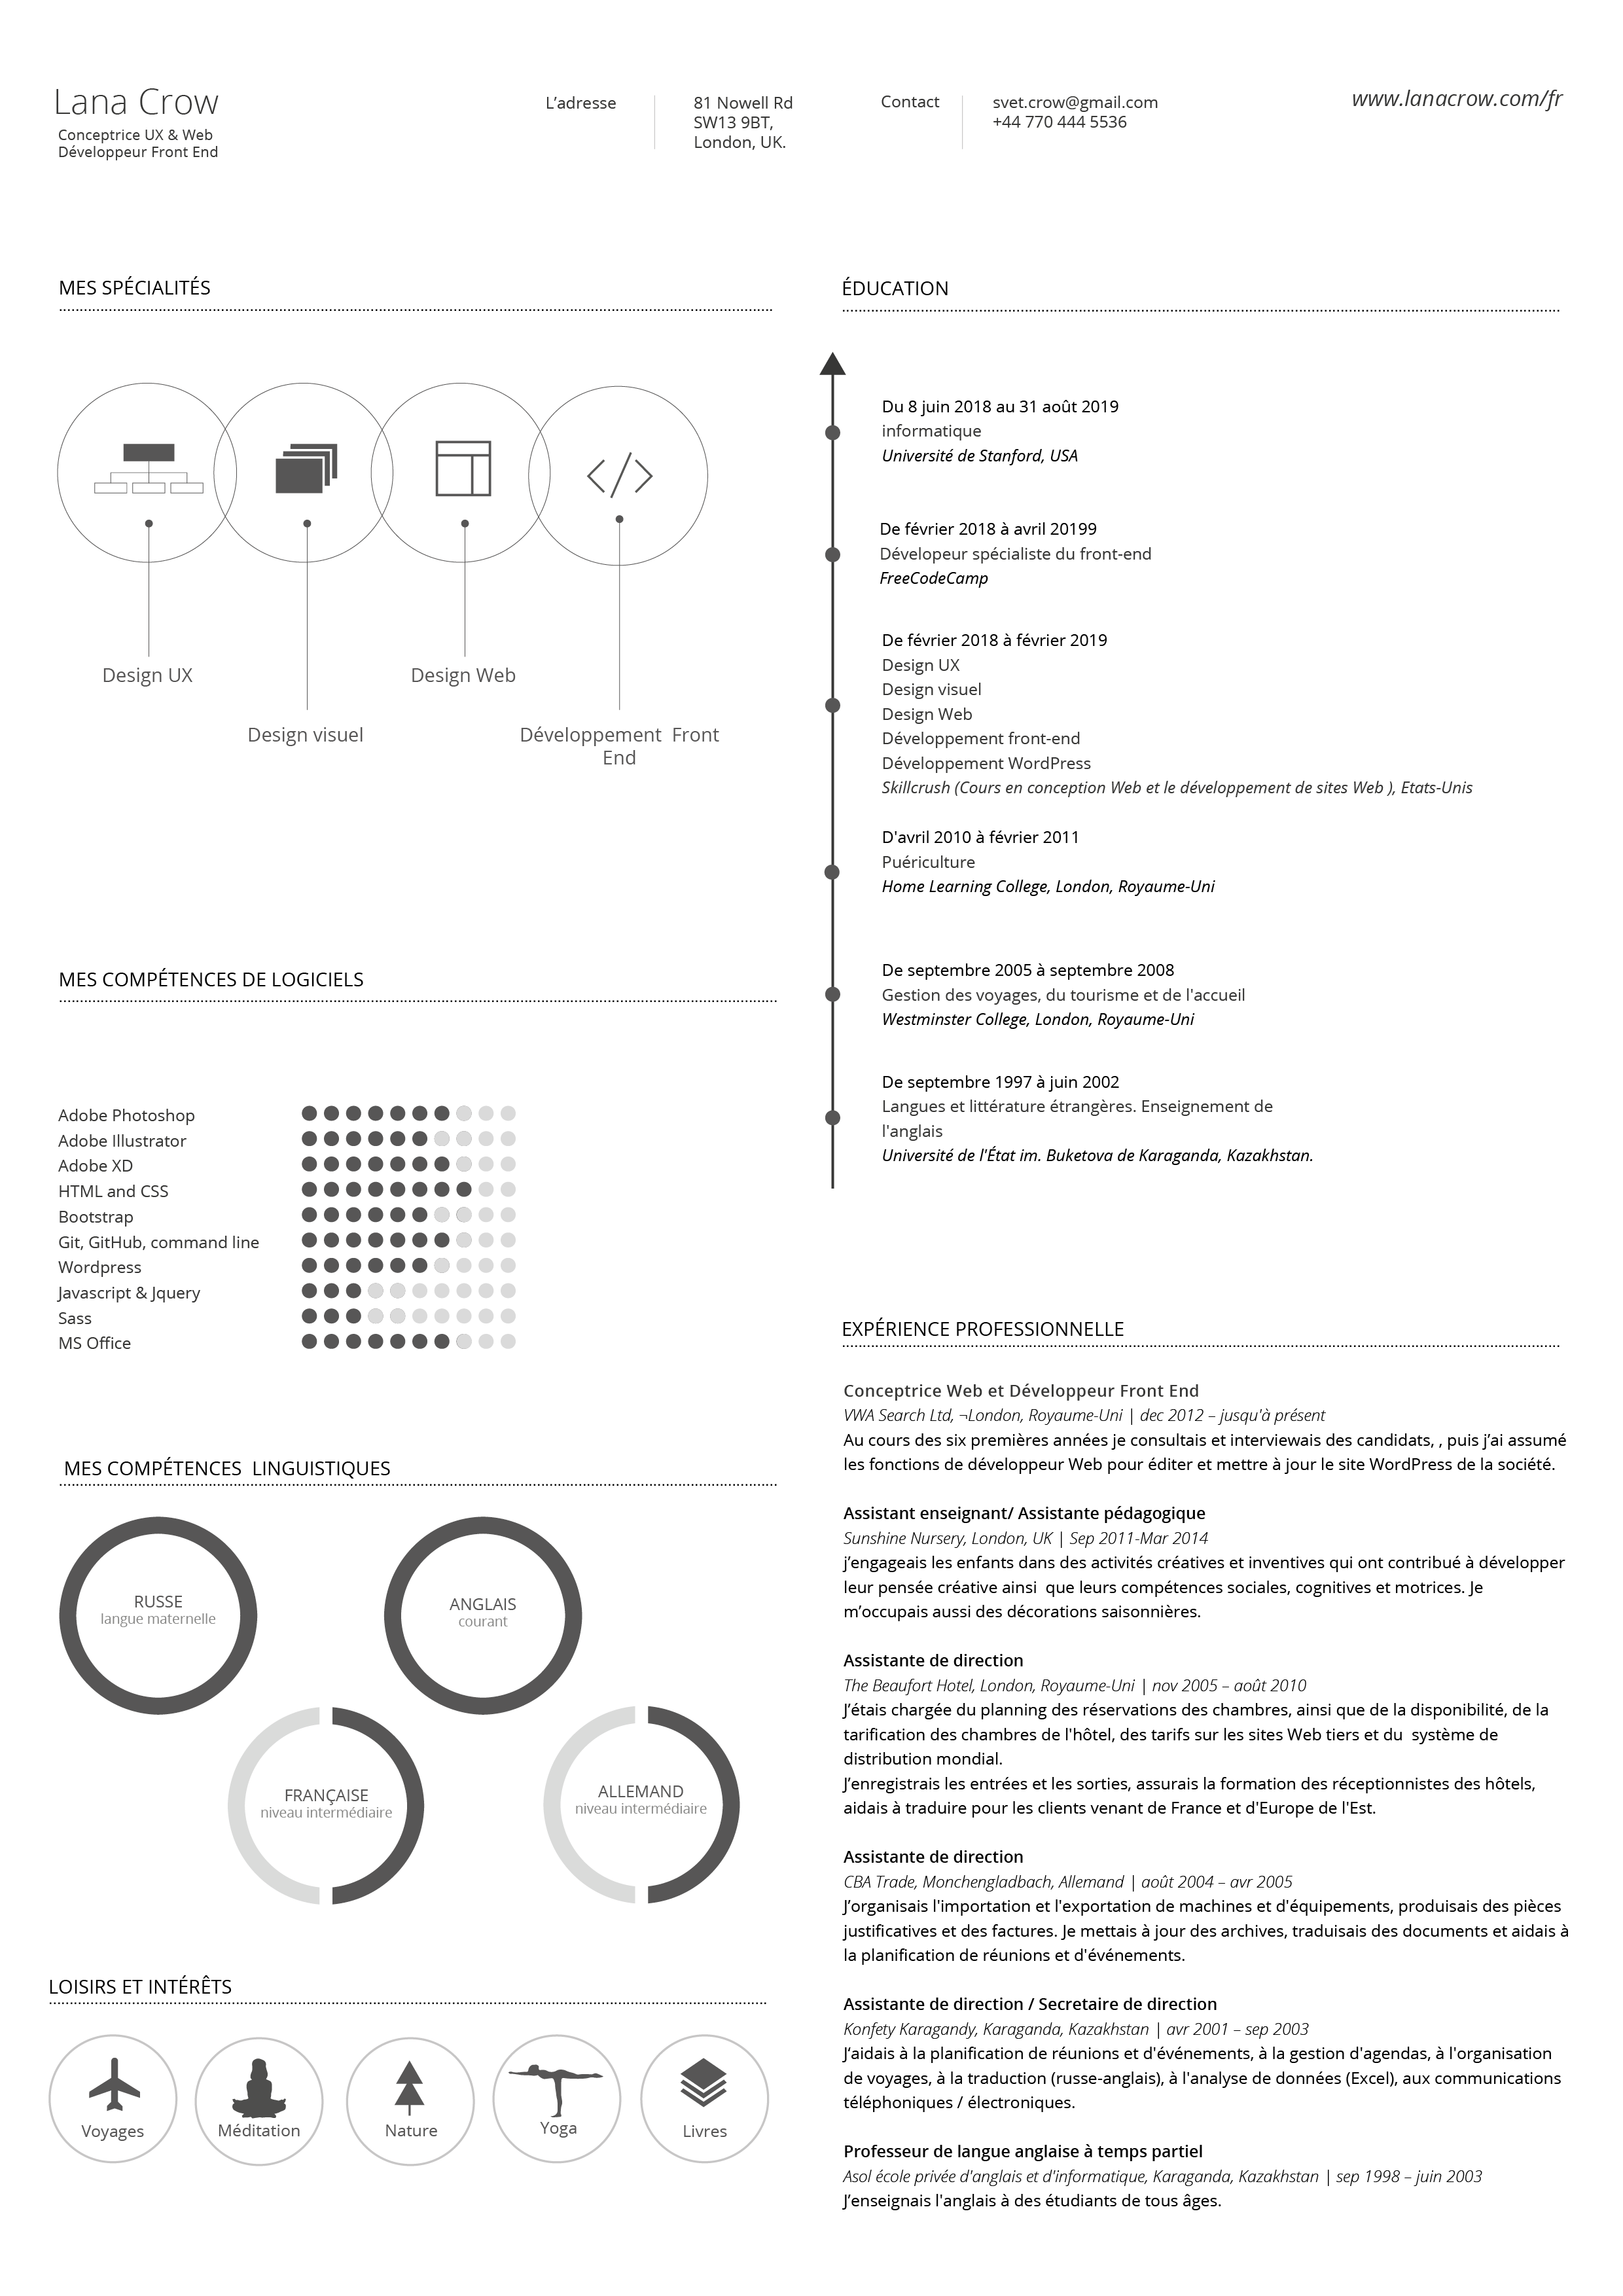 Lana Crow
Conceptrice UX & Web
Développeur Front End
L’adresse
81 Nowell Rd
SW13 9BT,
London, UK.
Contact
svet.crow@gmail.com
+44 770 444 5536
www.lanacrow.com/fr
MES SPÉCIALITÉS
Design UX
Design visuel
Design Web
Développement  Front
End
MES COMPÉTENCES DE LOGICIELS
Adobe Photoshop
Adobe Illustrator
Adobe XD
HTML and CSS
Bootstrap
Git, GitHub, command line
Wordpress
Javascript & Jquery
Sass
MS Office
MES COMPÉTENCES  LINGUISTIQUES
RUSSE
langue maternelle
ANGLAIS
courant
FRANÇAISE
niveau intermédiaire
ALLEMAND
niveau intermédiaire
LOISIRS ET INTÉRÊTS
Voyages
Méditation
Nature
Yoga
Livres
ÉDUCATION
Du 8 juin 2018 au 31 août 2019
informatique
Université de Stanford, USA
De février 2018 à avril 20199
Dévelopeur spécialiste du front-end
FreeCodeCamp
De février 2018 à février 2019
Design UX
Design visuel
Design Web
Développement front-end
Développement WordPress
Skillcrush (Cours en conception Web et le développement de sites Web ), Etats-Unis
D'avril 2010 à février 2011
Puériculture
Home Learning College, London, Royaume-Uni
De septembre 2005 à septembre 2008
Gestion des voyages, du tourisme et de l'accueil
Westminster College, London, Royaume-Uni
De septembre 1997 à juin 2002
Langues et littérature étrangères. Enseignement de
l'anglais
Université de l'État im. Buketova de Karaganda, Kazakhstan.
EXPÉRIENCE PROFESSIONNELLE
Conceptrice Web et Développeur Front End
VWA Search Ltd, ¬London, Royaume-Uni | dec 2012 – jusqu'à présent
Au cours des six premières années je consultais et interviewais des candidats, , puis j’ai assumé
les fonctions de développeur Web pour éditer et mettre à jour le site WordPress de la société.
Assistant enseignant/ Assistante pédagogique
Sunshine Nursery, London, UK | Sep 2011-Mar 2014
j’engageais les enfants dans des activités créatives et inventives qui ont contribué à développer
leur pensée créative ainsi  que leurs compétences sociales, cognitives et motrices. Je
m’occupais aussi des décorations saisonnières.
Assistante de direction
The Beaufort Hotel, London, Royaume-Uni | nov 2005 – août 2010
J’étais chargée du planning des réservations des chambres, ainsi que de la disponibilité, de la
tarification des chambres de l'hôtel, des tarifs sur les sites Web tiers et du  système de
distribution mondial.
J’enregistrais les entrées et les sorties, assurais la formation des réceptionnistes des hôtels,
aidais à traduire pour les clients venant de France et d'Europe de l'Est.
Assistante de direction
CBA Trade, Monchengladbach, Allemand | août 2004 – avr 2005
J’organisais l'importation et l'exportation de machines et d'équipements, produisais des pièces
justificatives et des factures. Je mettais à jour des archives, traduisais des documents et aidais à
la planification de réunions et d'événements.
Assistante de direction / Secretaire de direction
Konfety Karagandy, Karaganda, Kazakhstan | avr 2001 – sep 2003
J’aidais à la planification de réunions et d'événements, à la gestion d'agendas, à l'organisation
de voyages, à la traduction (russe-anglais), à l'analyse de données (Excel), aux communications
téléphoniques / électroniques.
Professeur de langue anglaise à temps partiel
Asol école privée d'anglais et d'informatique, Karaganda, Kazakhstan | sep 1998 – juin 2003
J’enseignais l'anglais à des étudiants de tous âges.